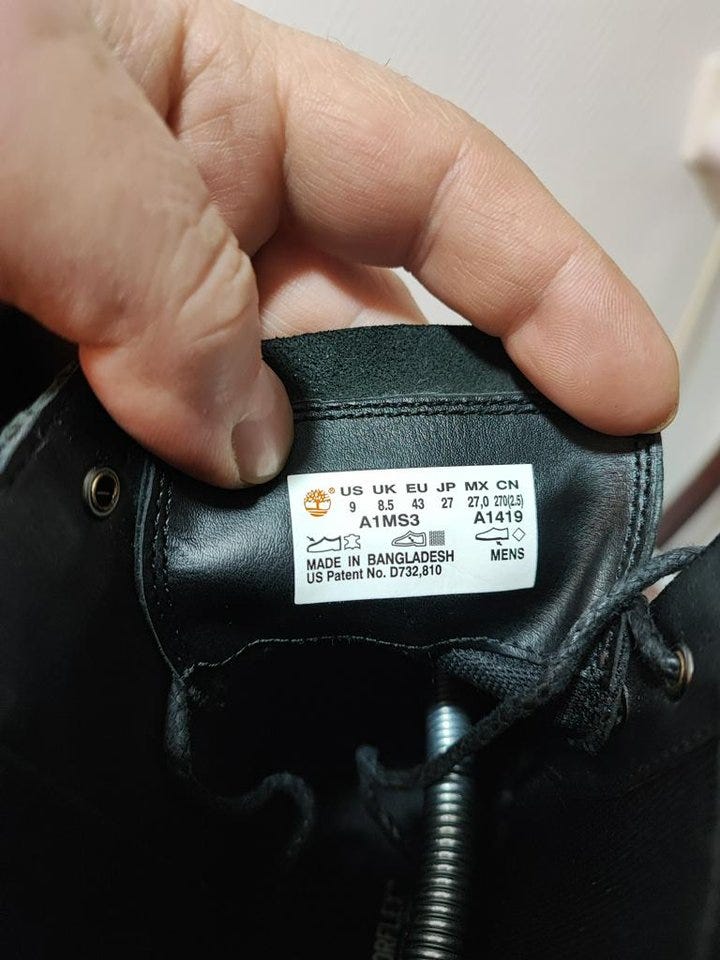 ®
US UK EU JP MX CN
9 8.5 43 27 27,0 270(2.5)
A1MS3 A1419
MADE IN BANGLADESH MENS
US Patent No. D732,810